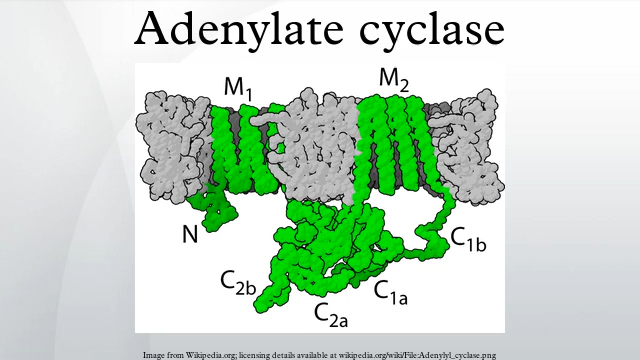 Adenylate cyclase
M1
M2
N
C1b
C2b
C1a
C2a
Image from Wikipedia.org; licensing details available at wikipedia.org/wiki/File:Adenylyl_cyclase.png